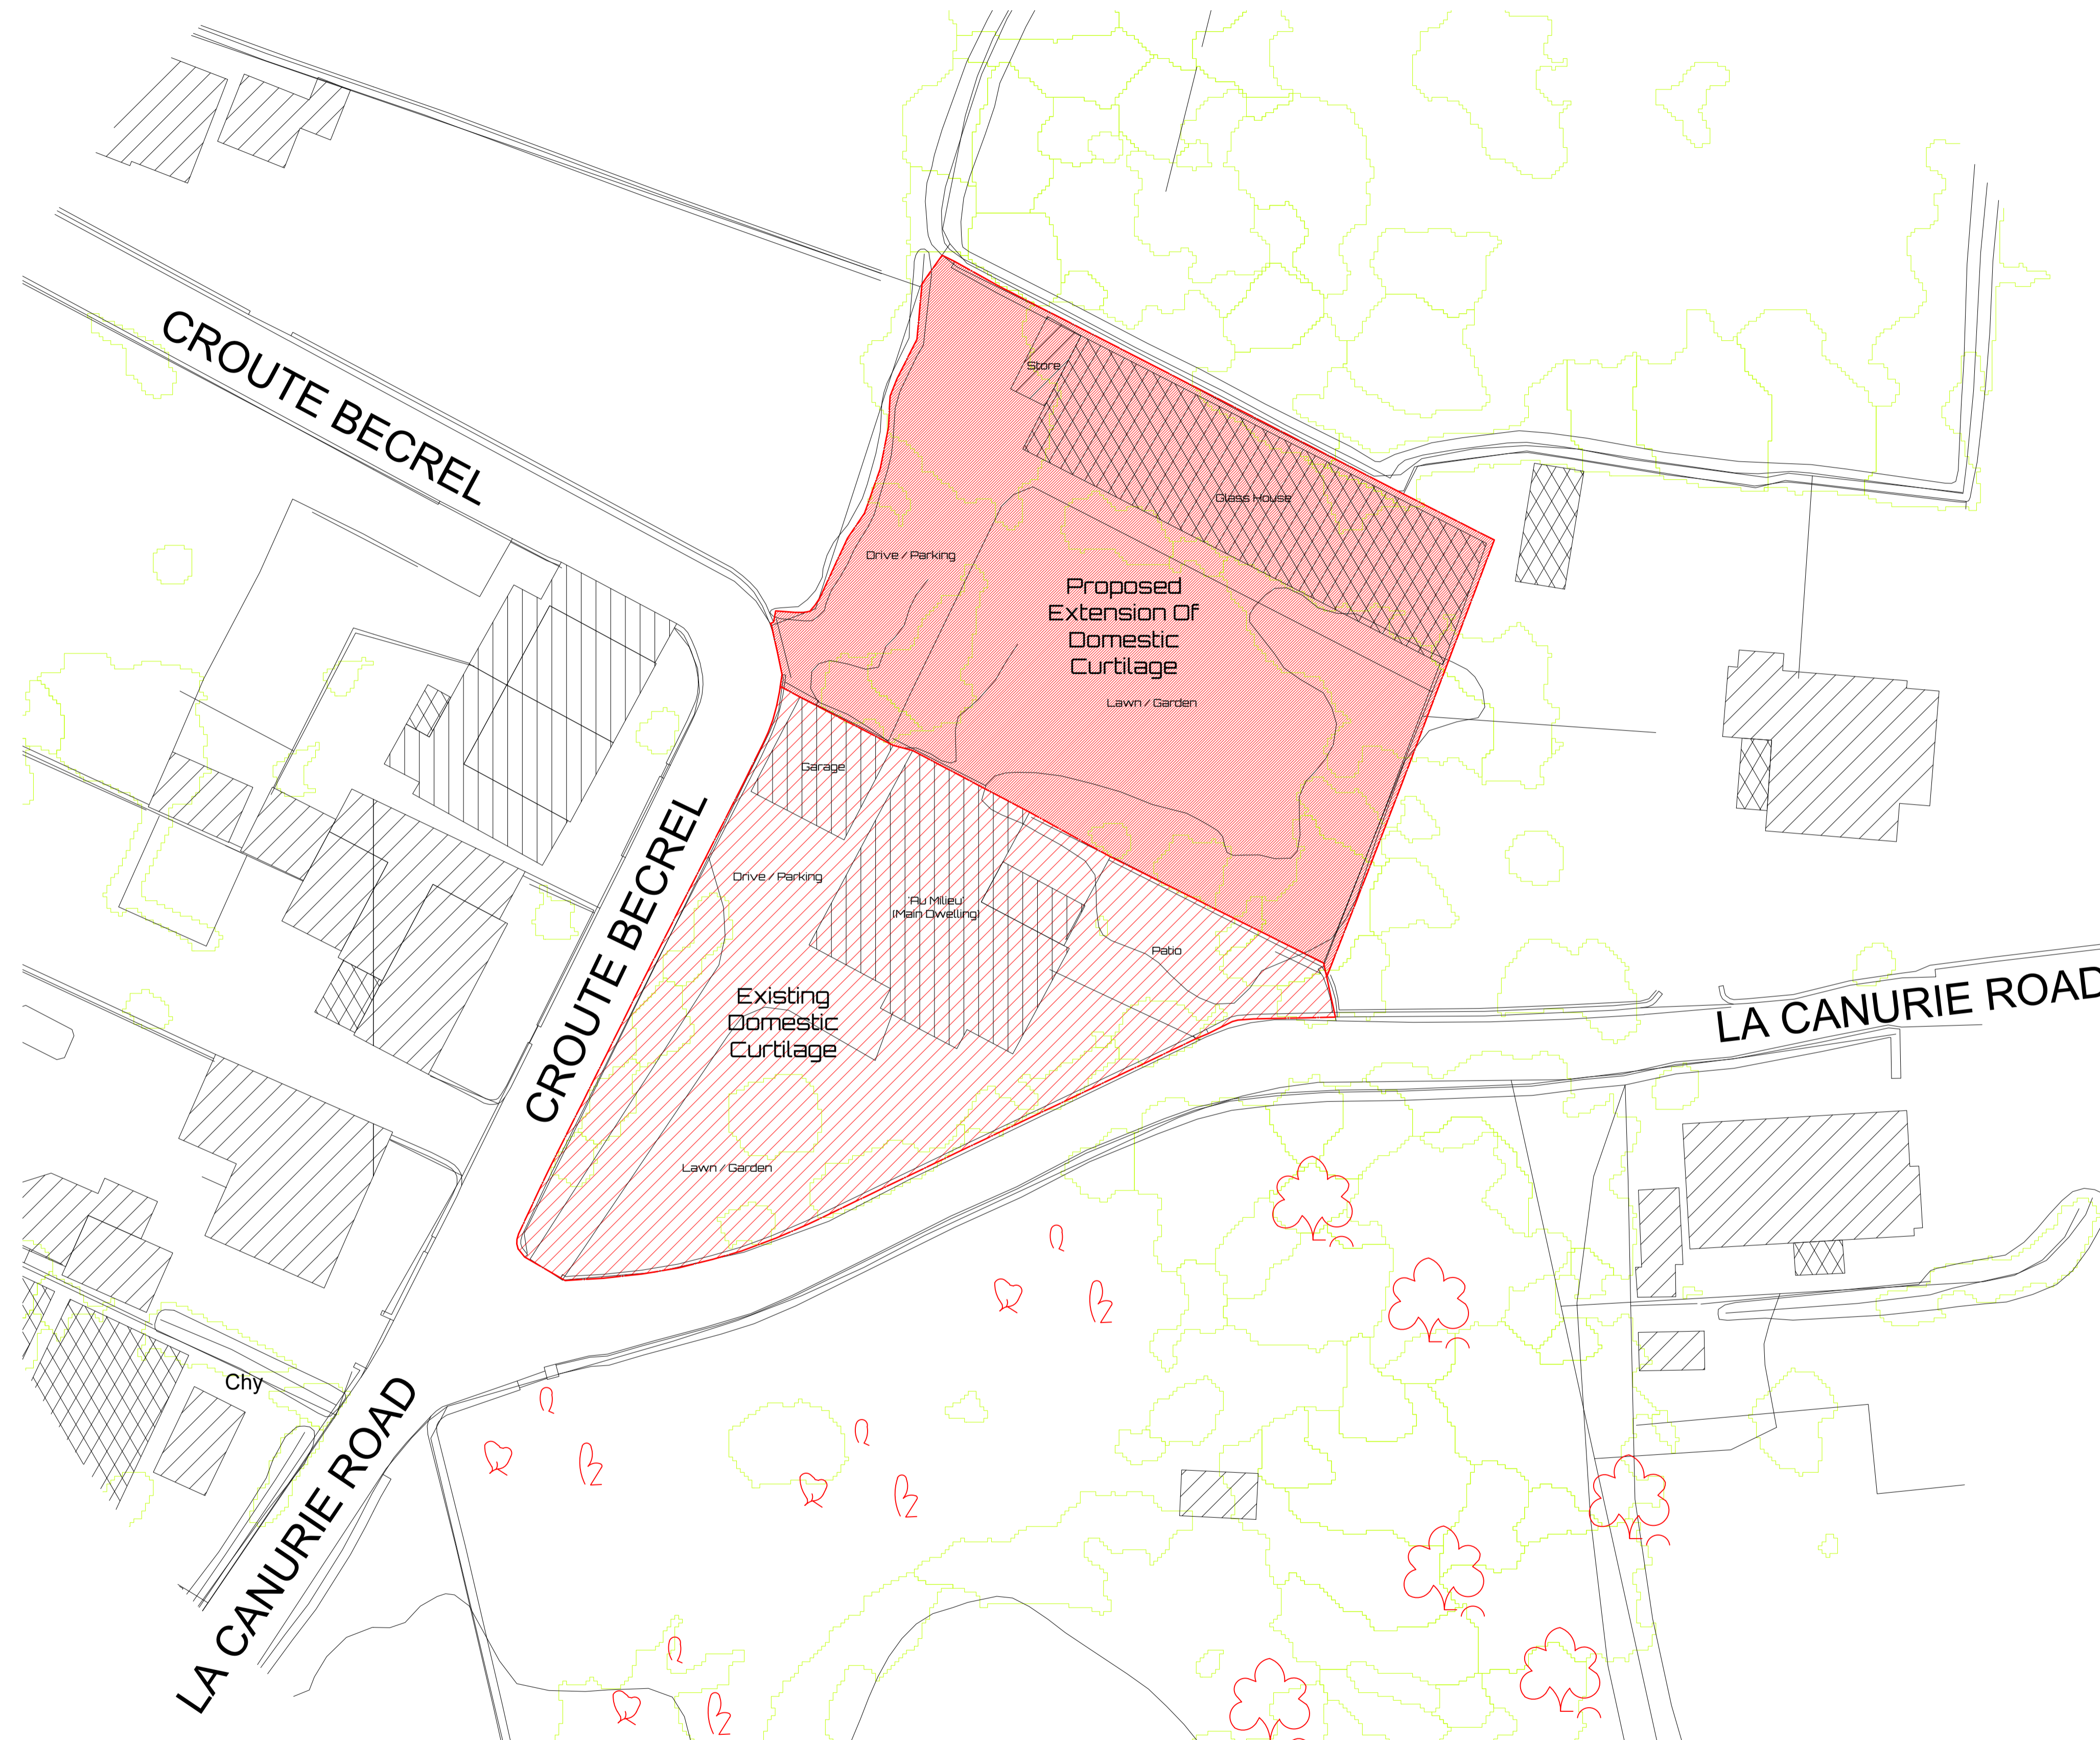 CROUTE BECREL
Store
Glass House
Drive / Parking
Proposed
Extension Of
Domestic
Curtilage
Lawn / Garden
Garage
CROUTE BECREL
Drive / Parking
'Au Milieu'
(Main Dwelling)
Patio
Existing
Domestic
Curtilage
LA CANURIE ROAD
Lawn / Garden
Chy
LA CANURIE ROAD